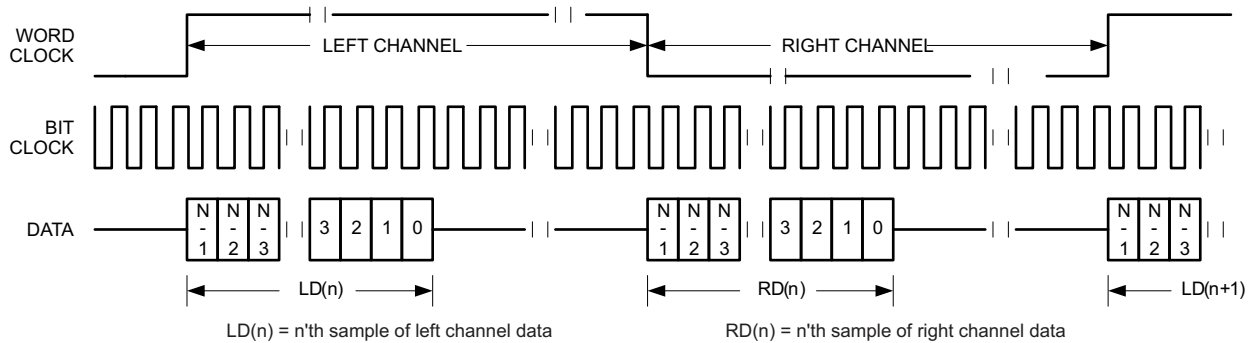 WORD
CLOCK
LEFT CHANNEL
RIGHT CHANNEL
BIT
CLOCK
DATA
N-1 N-2 N-3 3 2 1 0 N-1 N-2 N-3 3 2 1 0 N-1 N-2 N-3
LD(n) RD(n) LD(n+1)
LD(n) = n'th sample of left channel data
RD(n) = n'th sample of right channel data